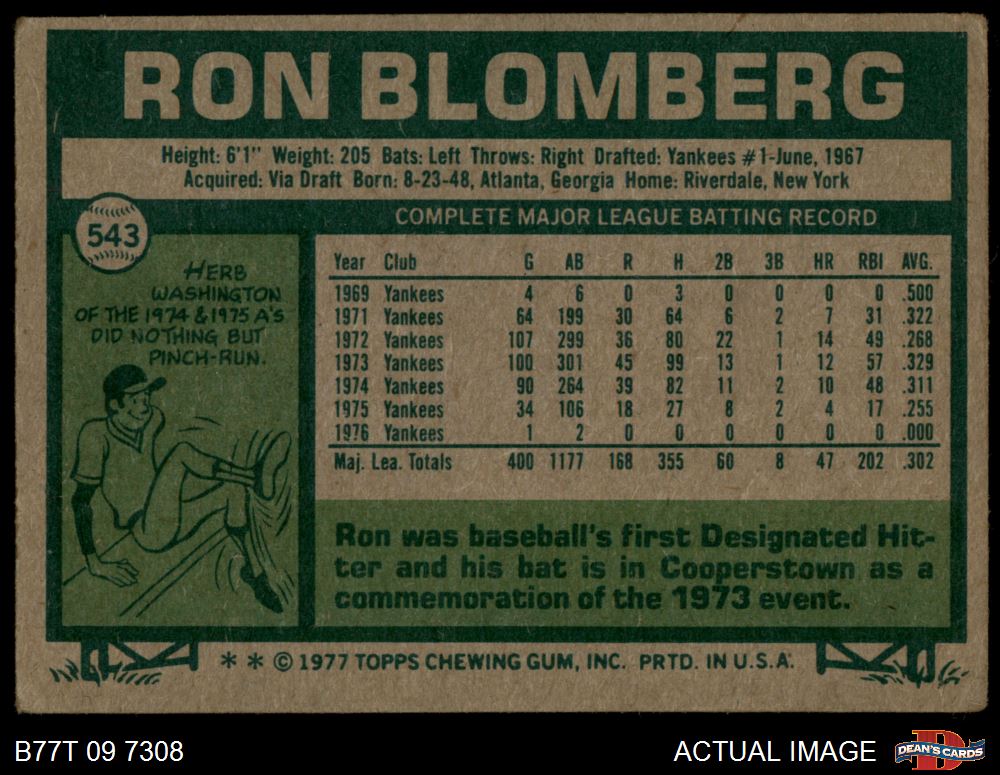 RON BLOMBERG
Height: 6'1" Weight: 205 Bats: Left Throws: Right Drafted: Yankees #1-June, 1967
Acquired: Via Draft Born: 8-23-48, Atlanta, Georgia Home: Riverdale, New York
543
COMPLETE MAJOR LEAGUE BATTING RECORD
HERB
WASHINGTON
OF THE 1974 & 1975 A'S
DID NOTHING BUT
PINCH-RUN.
Year Club G AB R H 2B 3B HR RBI AVG.
1969 Yankees 4 6 0 3 0 0 0 0 .500
1971 Yankees 64 199 30 64 6 2 7 31 .322
1972 Yankees 107 299 36 80 22 1 14 49 .268
1973 Yankees 100 301 45 99 13 1 12 57 .329
1974 Yankees 90 264 39 82 11 2 10 48 .311
1975 Yankees 34 106 18 27 8 2 4 17 .255
1976 Yankees 1 2 0 0 0 0 0 0 .000
Maj. Lea. Totals 400 1177 168 355 60 8 47 202 .302
Ron was baseball's first Designated Hit-
ter and his bat is in Cooperstown as a
commemoration of the 1973 event.
* * © 1977 TOPPS CHEWING GUM, INC. PRTD. IN U.S.A.
B77T 09 7308
ACTUAL IMAGE
D
DEAN'S CARDS